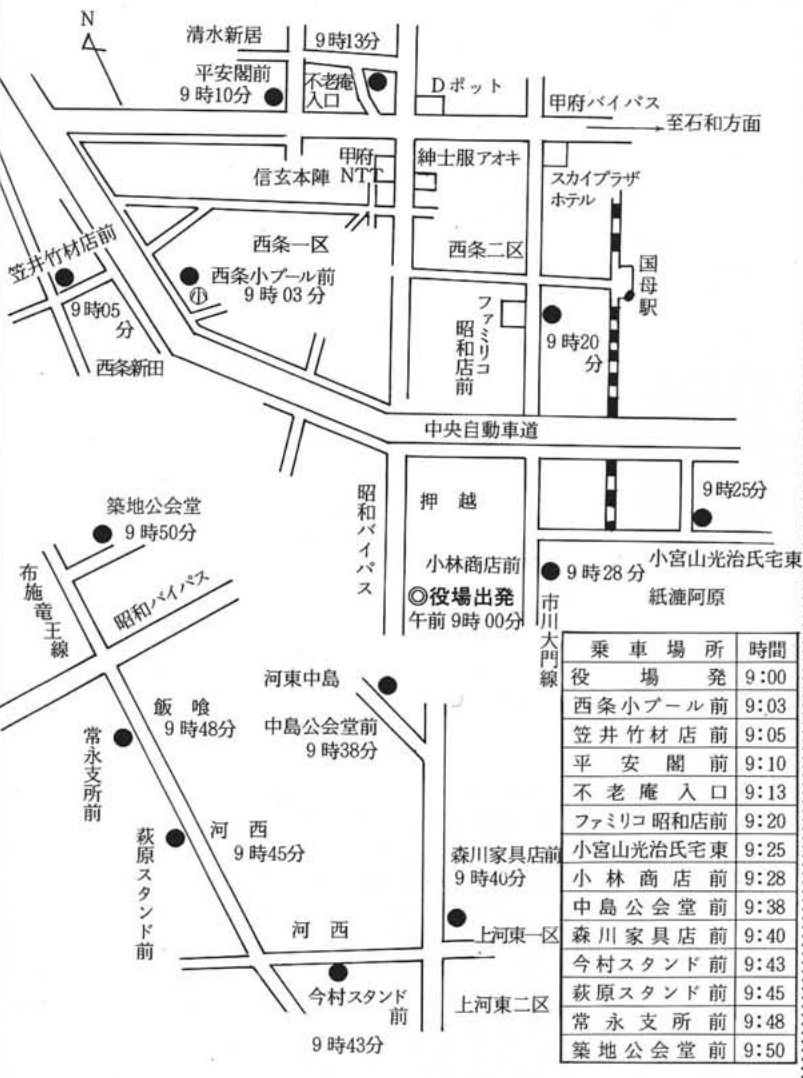 N
清水新居
9時13分
平安閣前
9時10分
不老庵
入口
Dポット
甲府バイパス
至石和方面
甲府
NTT
信玄本陣
紳士服アオキ
スカイプラザ
ホテル
西条一区
西条二区
国母駅
笠井竹材店前
9時05
分
西条小プール前
9時03分
小
ファミリコ
昭和店前
9時20
分
西条新田
中央自動車道
築地公会堂
9時50分
昭和バイパス
押越
9時25分
布施竜王線
昭和バイパス
小林商店前
◎役場出発
午前9時00分
9時28分
小宮山光治氏宅東
紙漉阿原
市川大門線
河東中島
飯喰
9時48分
中島公会堂前
9時38分
常永支所前
河西
9時45分
萩原スタンド前
森川家具店前
9時40分
河西
上河東一区
今村スタンド
前
上河東二区
9時43分
乗車場所 時間
役場発 9:00
西条小プール前 9:03
笠井竹材店前 9:05
平安閣前 9:10
不老庵入口 9:13
ファミリコ昭和店前 9:20
小宮山光治氏宅東 9:25
小林商店前 9:28
中島公会堂前 9:38
森川家具店前 9:40
今村スタンド前 9:43
萩原スタンド前 9:45
常永支所前 9:48
築地公会堂前 9:50